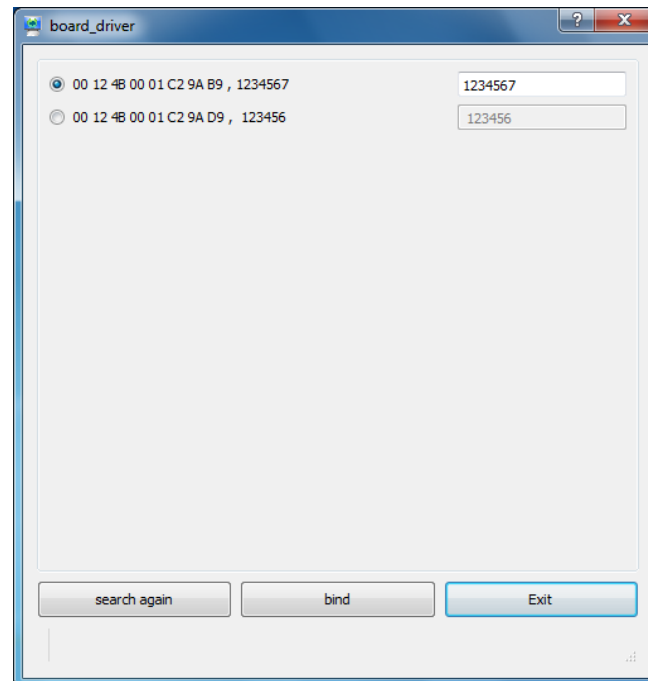 board_driver
00 12 4B 00 01 C2 9A B9 , 1234567 1234567
00 12 4B 00 01 C2 9A D9 , 123456 123456
search again bind Exit